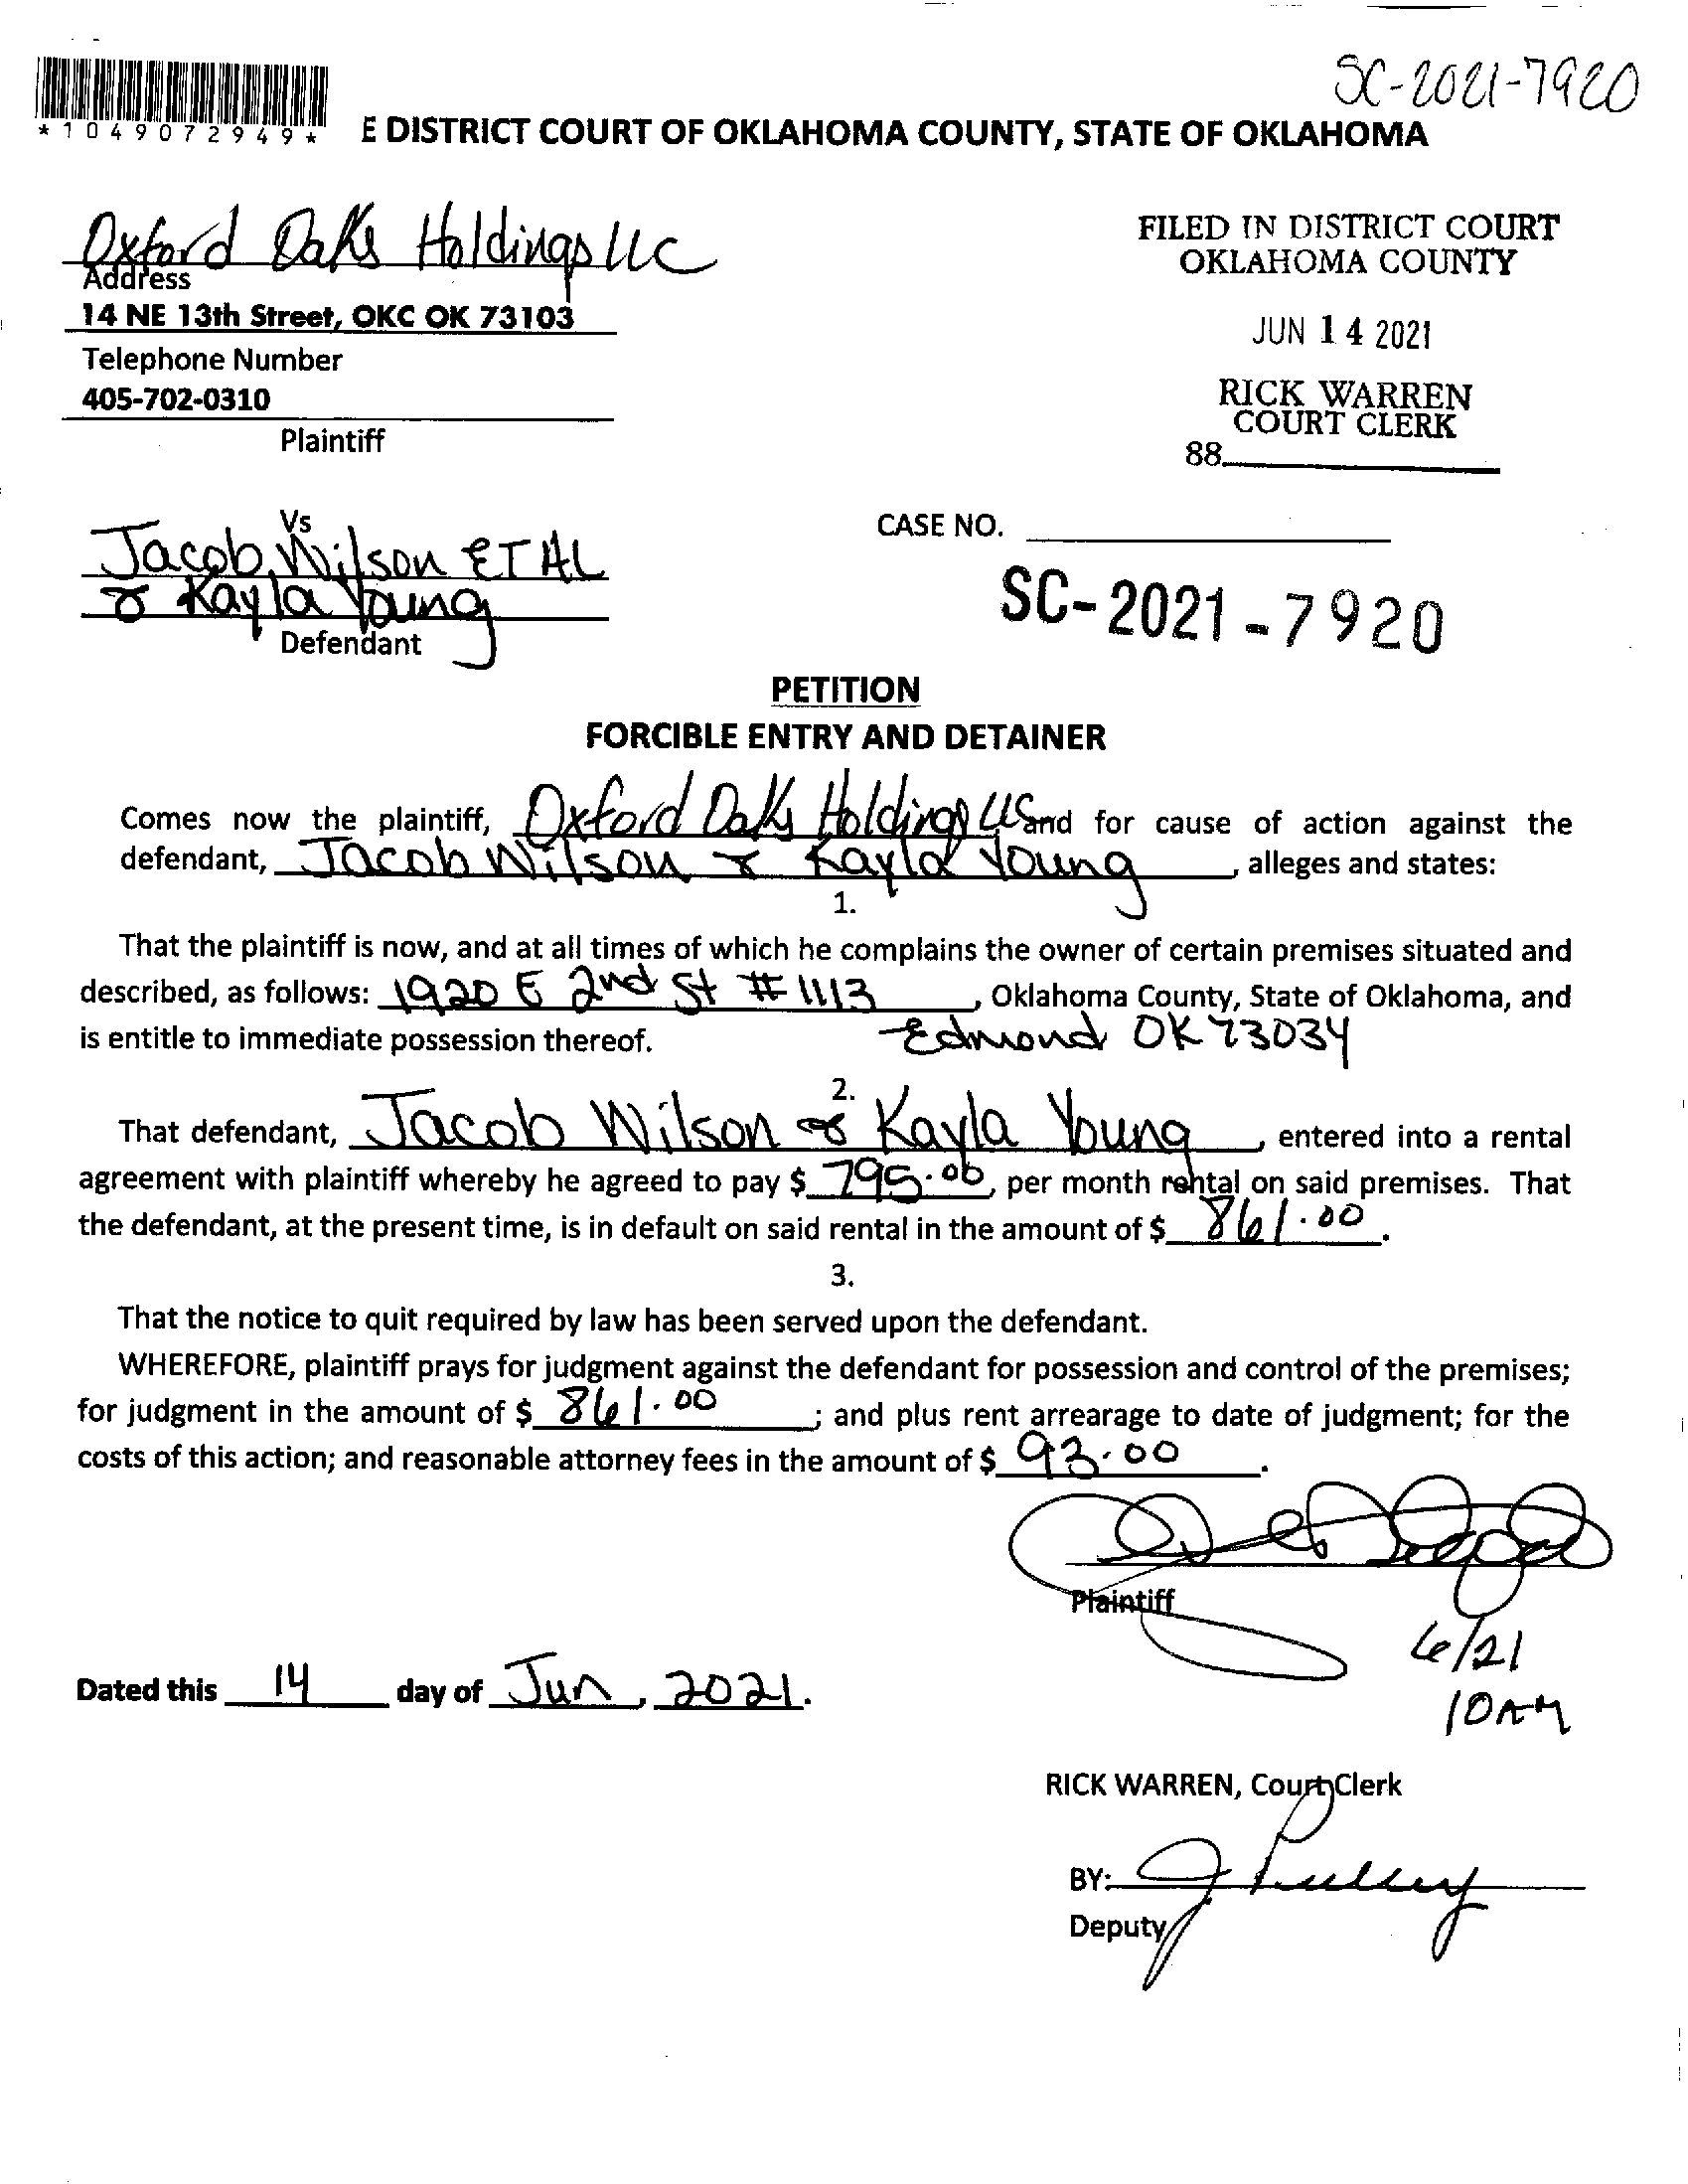 SC-2021-7920
*1049072949*
E DISTRICT COURT OF OKLAHOMA COUNTY, STATE OF OKLAHOMA
Oxford Oaks Holdings LLC
Address
14 NE 13th Street, OKC OK 73103
Telephone Number
405-702-0310
Plaintiff
FILED IN DISTRICT COURT
OKLAHOMA COUNTY
JUN 14 2021
RICK WARREN
COURT CLERK
88
Vs
Jacob Wilson ET AL
& Kayla Young
Defendant
CASE NO.
SC-2021-7920
PETITION
FORCIBLE ENTRY AND DETAINER
Comes now the plaintiff, Oxford Oaks Holdings LLC and for cause of action against the
defendant, Jacob Wilson & Kayla Young, alleges and states:
1.
That the plaintiff is now, and at all times of which he complains the owner of certain premises situated and
described, as follows: 1920 E 2nd St #1113, Oklahoma County, State of Oklahoma, and
is entitle to immediate possession thereof. Edmond OK 73034
2.
That defendant, Jacob Wilson & Kayla Young, entered into a rental
agreement with plaintiff whereby he agreed to pay $ 795.00, per month rental on said premises. That
the defendant, at the present time, is in default on said rental in the amount of $ 861.00.
3.
That the notice to quit required by law has been served upon the defendant.
WHEREFORE, plaintiff prays for judgment against the defendant for possession and control of the premises;
for judgment in the amount of $ 861.00; and plus rent arrearage to date of judgment; for the
costs of this action; and reasonable attorney fees in the amount of $ 93.00.
Plaintiff
6/21
10AM
Dated this 14 day of Jun, 2021.
RICK WARREN, Court Clerk
BY:
Deputy